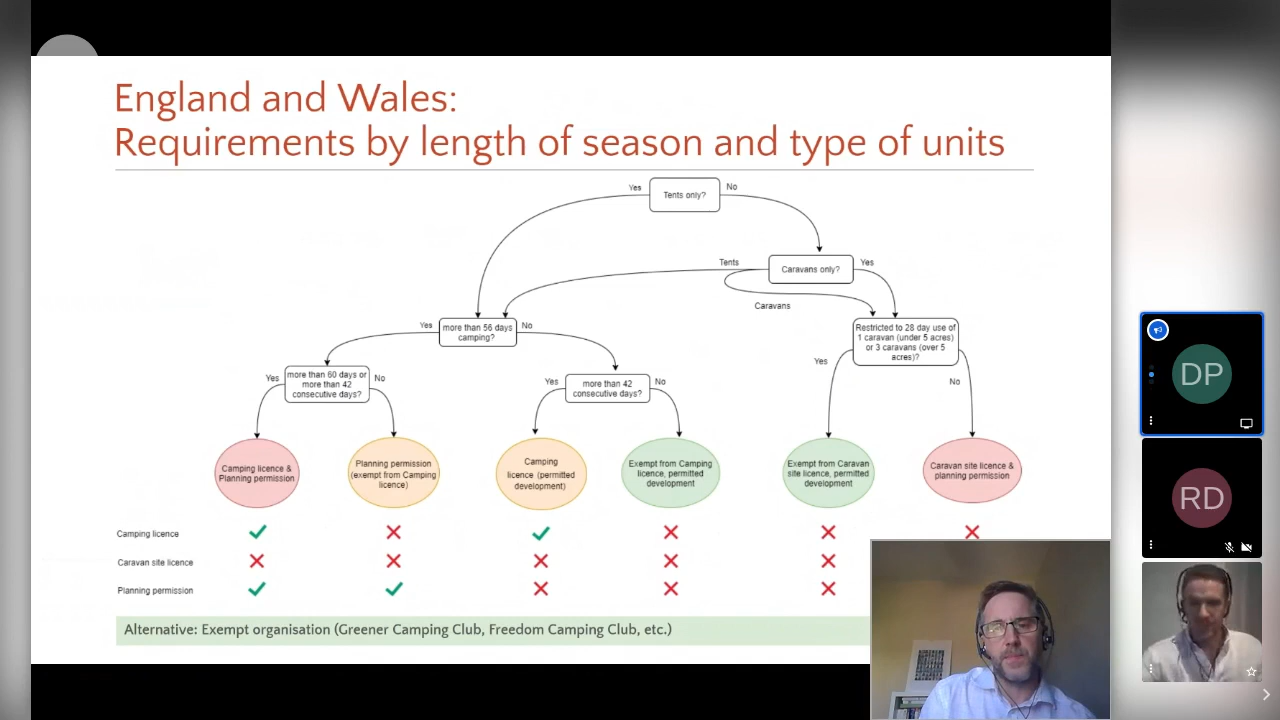 England and Wales:
Requirements by length of season and type of units
Yes
Tents only?
No
Tents
Caravans only?
Yes
Caravans
Yes
more than 56 days
camping?
No
Restricted to 28 day use of
1 caravan (under 5 acres)
or 3 caravans (over 5
acres)?
Yes
No
Yes
more than 60 days or
more than 42
consecutive days?
No
Yes
more than 42
consecutive days?
No
Camping licence &
Planning permission
Planning permission
(exempt from Camping
licence)
Camping
licence (permitted
development)
Exempt from Camping
licence, permitted
development
Exempt from Caravan
site licence, permitted
development
Caravan site licence &
planning permission
Camping licence
Caravan site licence
Planning permission
Alternative: Exempt organisation (Greener Camping Club, Freedom Camping Club, etc.)
DP
RD